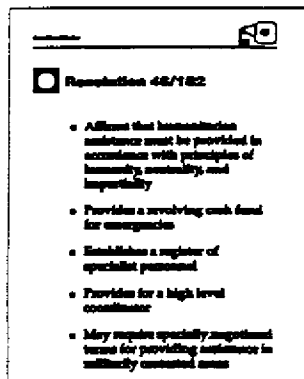 Resolution 46/182
• Affirms that humanitarian
assistance must be provided in
accordance with principles of
humanity, neutrality, and
impartiality
• Provides a revolving cash fund
for emergencies
• Establishes a register of
specialist personnel
• Provides for a high level
coordinator
• May require specially negotiated
terms for providing assistance in
militarily contested areas